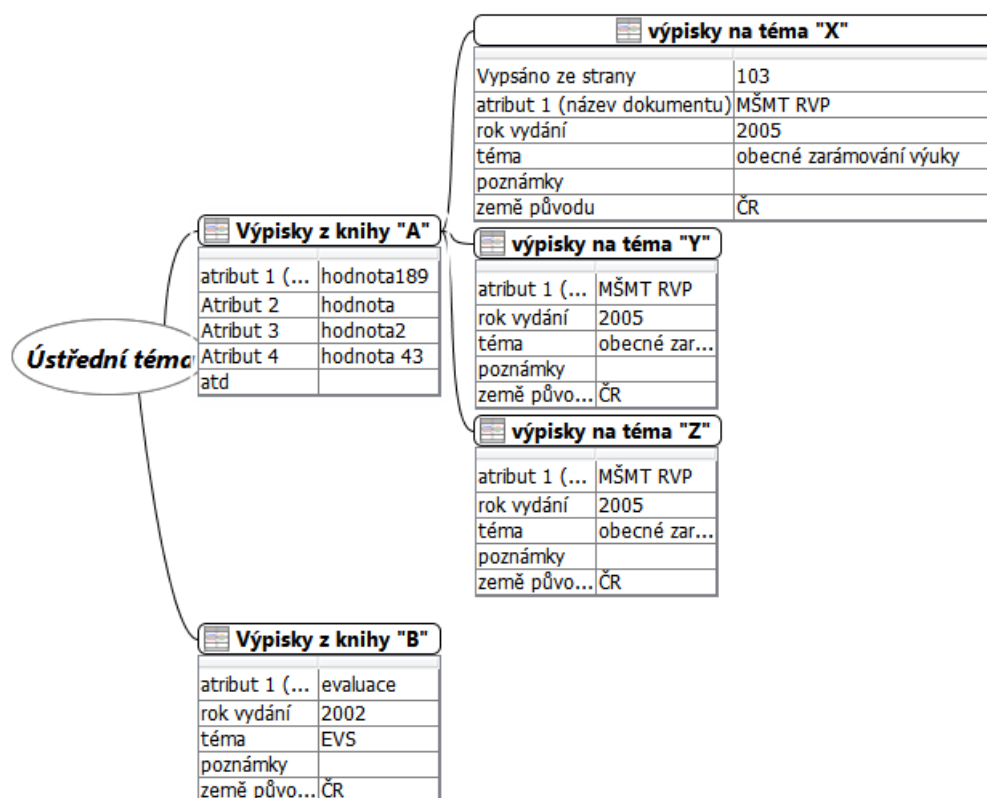 výpisky na téma "X"
Vypsáno ze strany 103
atribut 1 (název dokumentu) MŠMT RVP
rok vydání 2005
téma obecné zarámování výuky
poznámky
země původu ČR
Výpisky z knihy "A"
atribut 1 (... hodnota189
Atribut 2 hodnota
Atribut 3 hodnota2
Atribut 4 hodnota 43
atd
výpisky na téma "Y"
atribut 1 (... MŠMT RVP
rok vydání 2005
téma obecné zar...
poznámky
země půvo... ČR
Ústřední téma
výpisky na téma "Z"
atribut 1 (... MŠMT RVP
rok vydání 2005
téma obecné zar...
poznámky
země půvo... ČR
Výpisky z knihy "B"
atribut 1 (... evaluace
rok vydání 2002
téma EVS
poznámky
země půvo... ČR